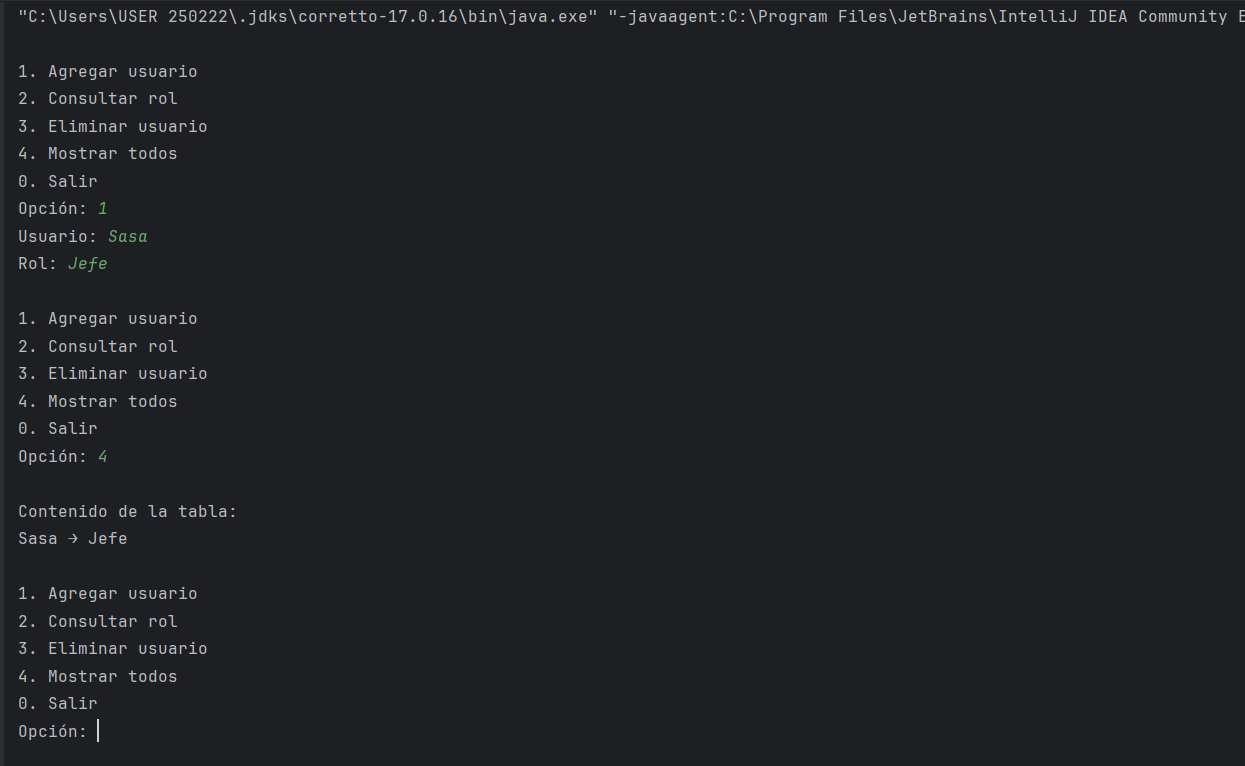 "C:\Users\USER 250222\.jdks\corretto-17.0.16\bin\java.exe" "-javaagent:C:\Program Files\JetBrains\IntelliJ IDEA Community E
1. Agregar usuario
2. Consultar rol
3. Eliminar usuario
4. Mostrar todos
0. Salir
Opción: 1
Usuario: Sasa
Rol: Jefe
1. Agregar usuario
2. Consultar rol
3. Eliminar usuario
4. Mostrar todos
0. Salir
Opción: 4
Contenido de la tabla:
Sasa → Jefe
1. Agregar usuario
2. Consultar rol
3. Eliminar usuario
4. Mostrar todos
0. Salir
Opción: